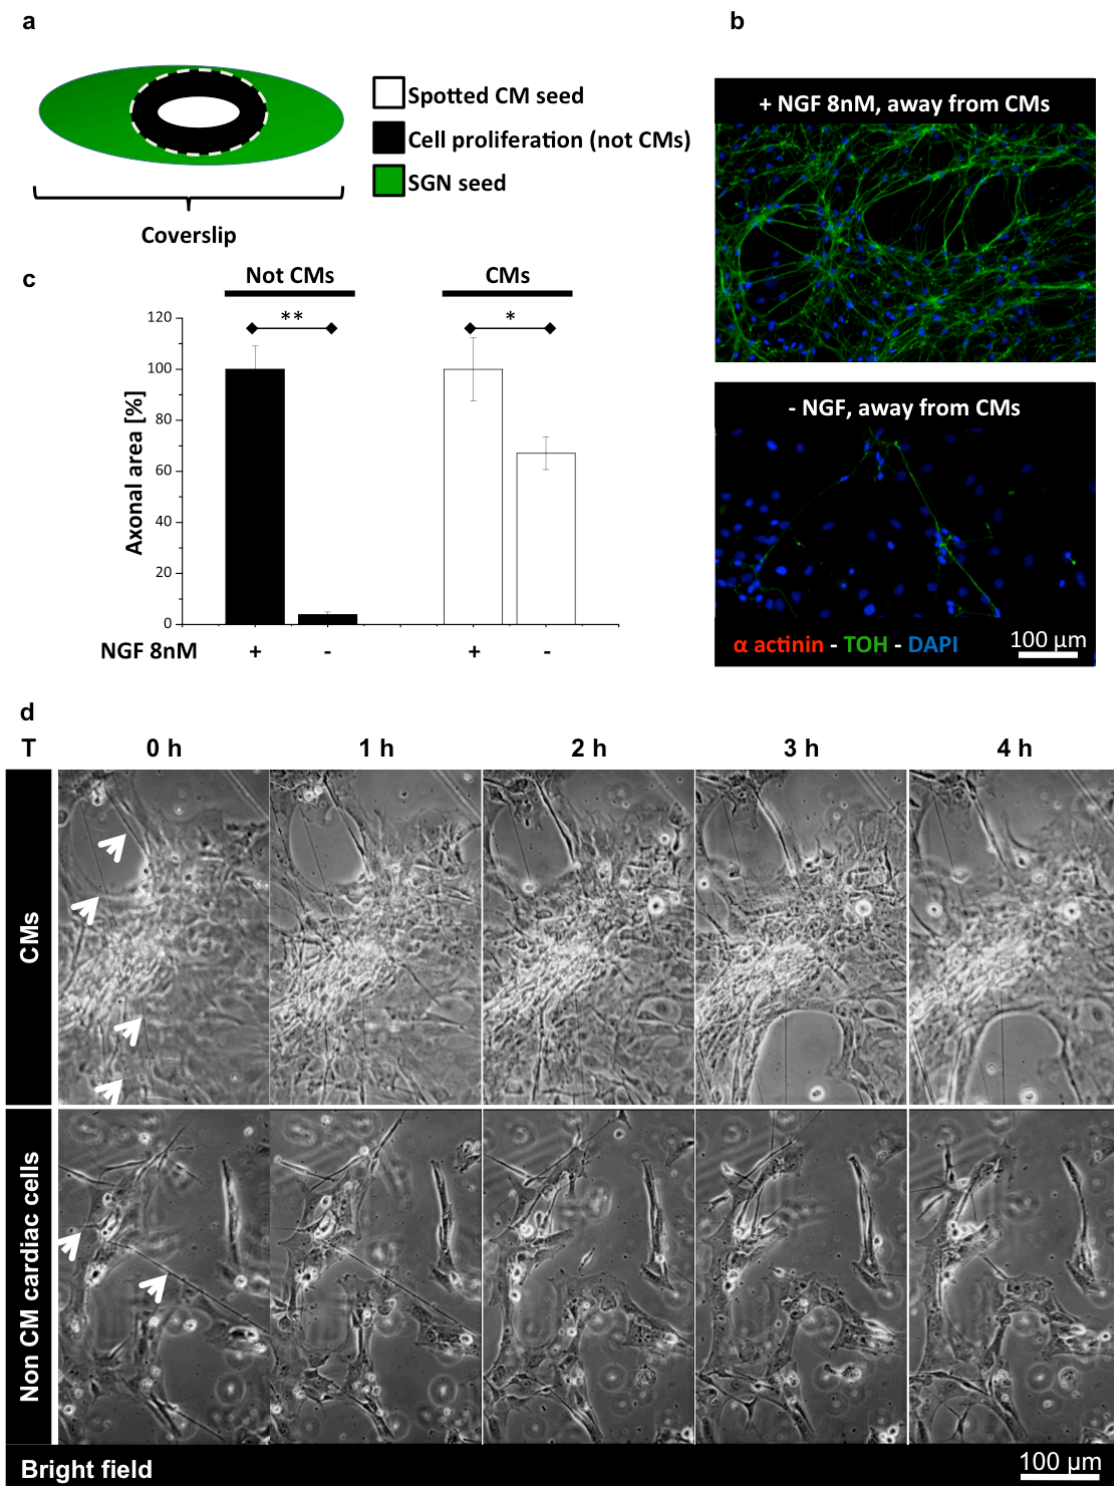 a
Spotted CM seed
Cell proliferation (not CMs)
SGN seed
Coverslip
b
+ NGF 8nM, away from CMs
- NGF, away from CMs
α actinin - TOH - DAPI
100 µm
c
Not CMs
CMs
**
*
Axonal area [%]
120
100
80
60
40
20
0
NGF 8nM + - + -
d
T 0 h 1 h 2 h 3 h 4 h
CMs
Non CM cardiac cells
Bright field
100 µm